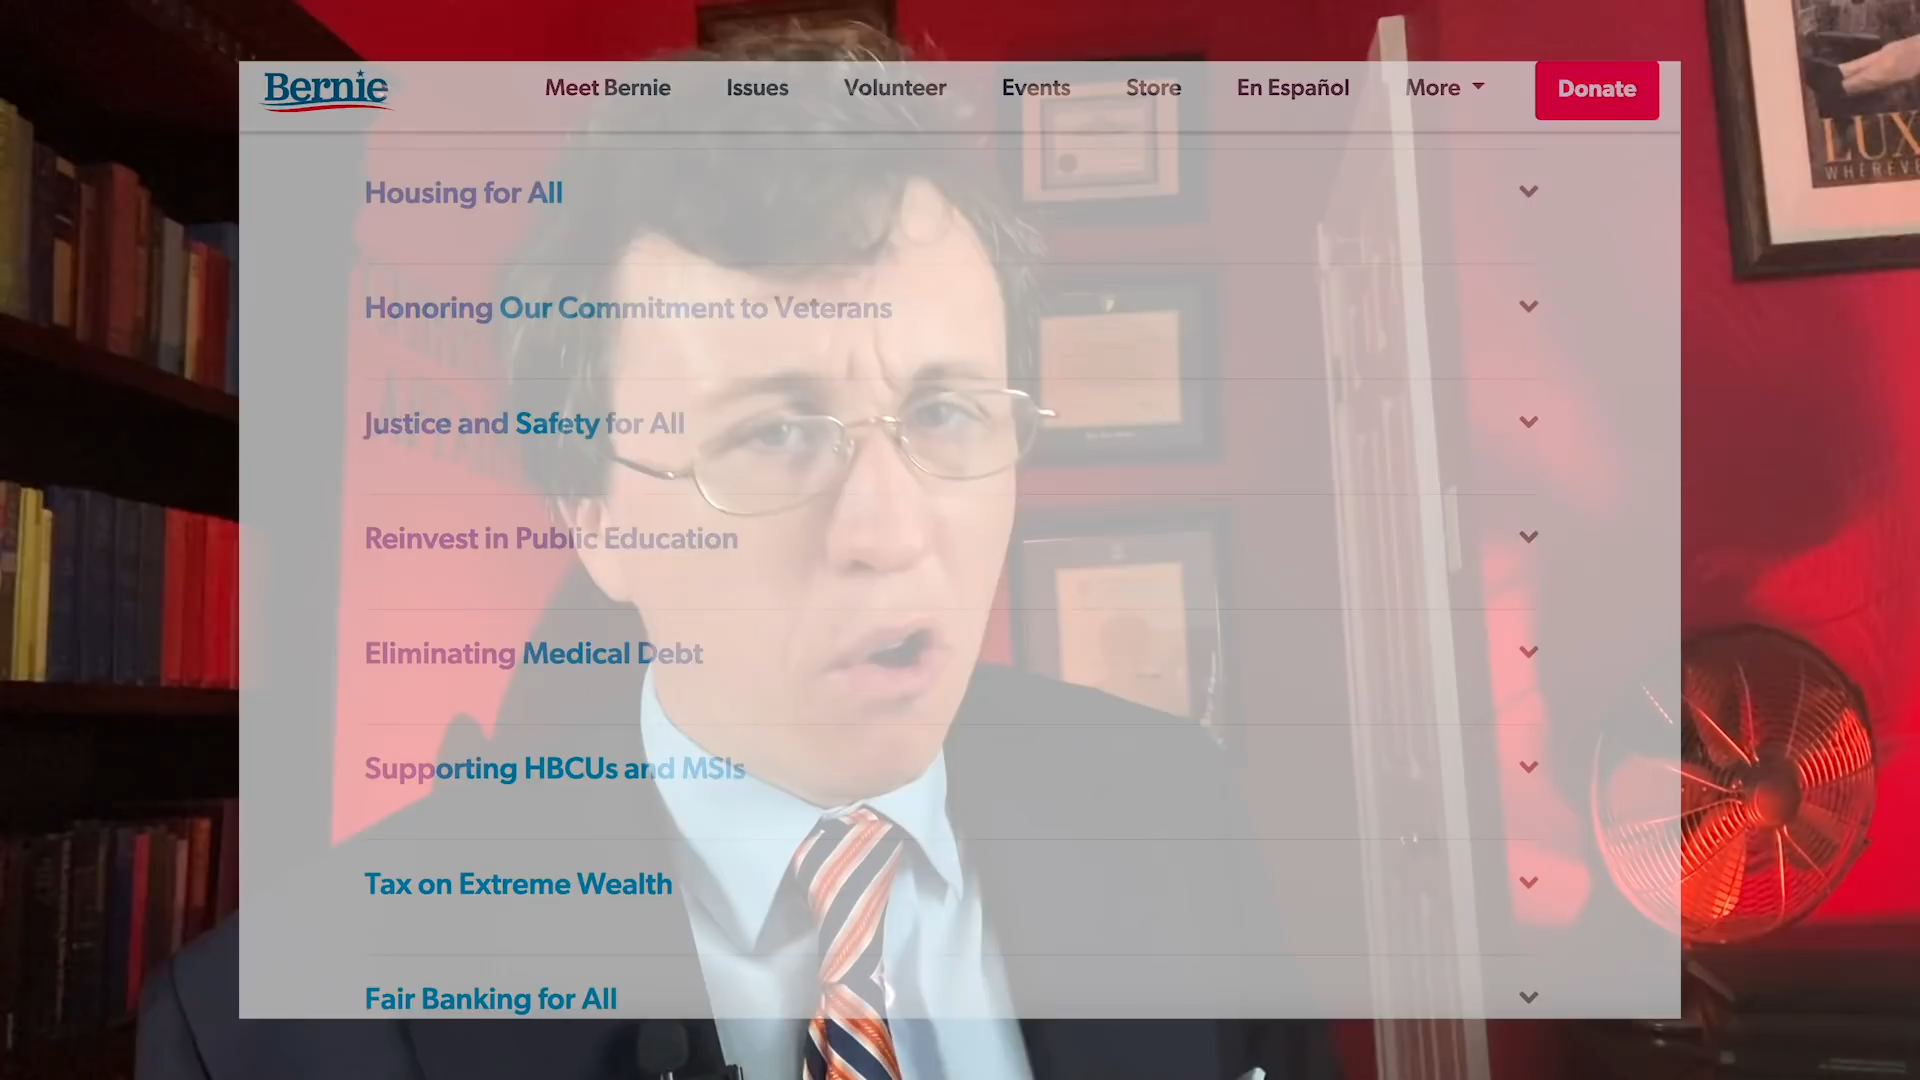 Bernie
Meet Bernie
Issues
Volunteer
Events
Store
En Español
More
Donate
Housing for All
Honoring Our Commitment to Veterans
Justice and Safety for All
Reinvest in Public Education
Eliminating Medical Debt
Supporting HBCUs and MSIs
Tax on Extreme Wealth
Fair Banking for All
LUX
WHEREV